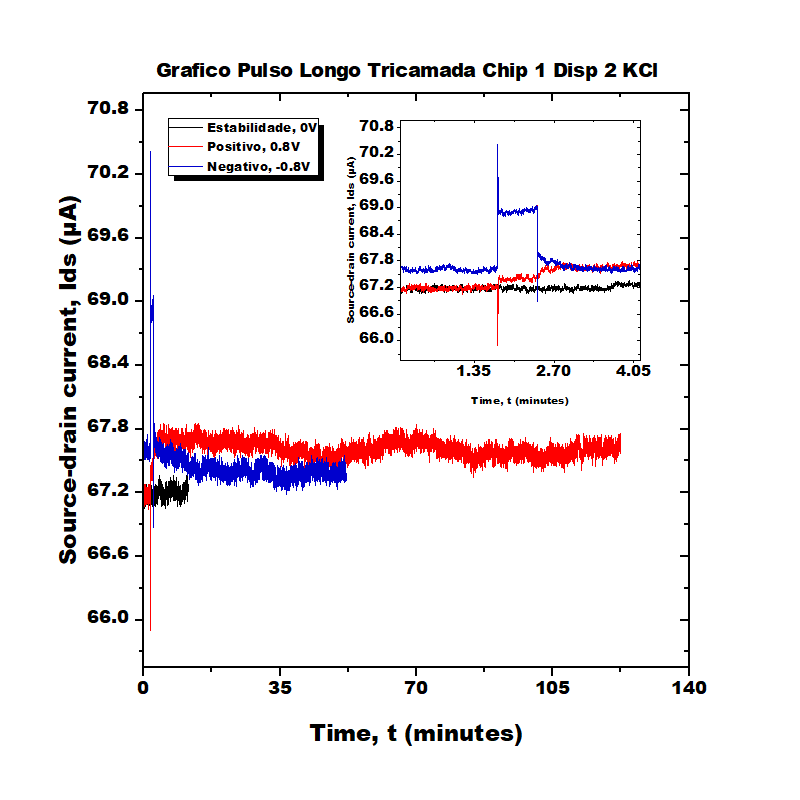 Grafico Pulso Longo Tricamada Chip 1 Disp 2 KCl
Estabilidade, 0V
Positivo, 0.8V
Negativo, -0.8V
Source-drain current, Ids (µA)
70.8
70.2
69.6
69.0
68.4
67.8
67.2
66.6
66.0
0 35 70 105 140
Time, t (minutes)
Source-drain current, Ids (µA)
70.8
70.2
69.6
69.0
68.4
67.8
67.2
66.6
66.0
1.35 2.70 4.05
Time, t (minutes)